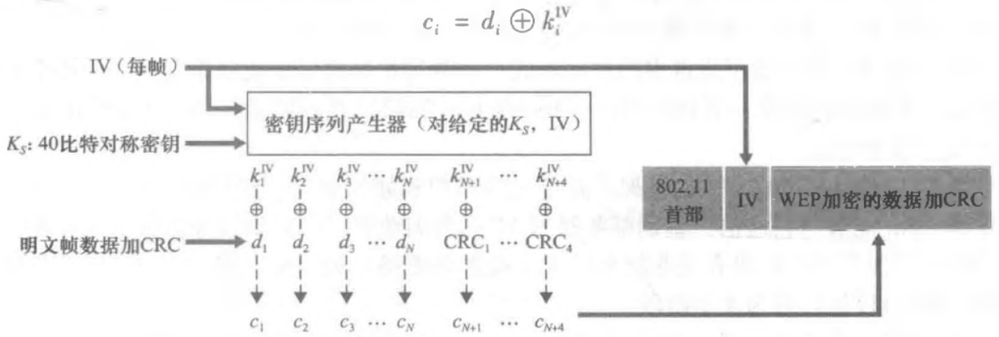 c_i = d_i ⊕ k_i^{IV}
IV（每帧）
密钥序列产生器（对给定的K_S，IV）
K_S: 40比特对称密钥
k_1^{IV} k_2^{IV} k_3^{IV} ⋯ k_N^{IV} k_{N+1}^{IV} ⋯ k_{N+4}^{IV}
⊕ ⊕ ⊕ ⊕ ⊕ ⊕
802.11
首部
IV
WEP加密的数据加CRC
明文帧数据加CRC
d_1 d_2 d_3 ⋯ d_N CRC_1 ⋯ CRC_4
c_1 c_2 c_3 ⋯ c_N c_{N+1} ⋯ c_{N+4}